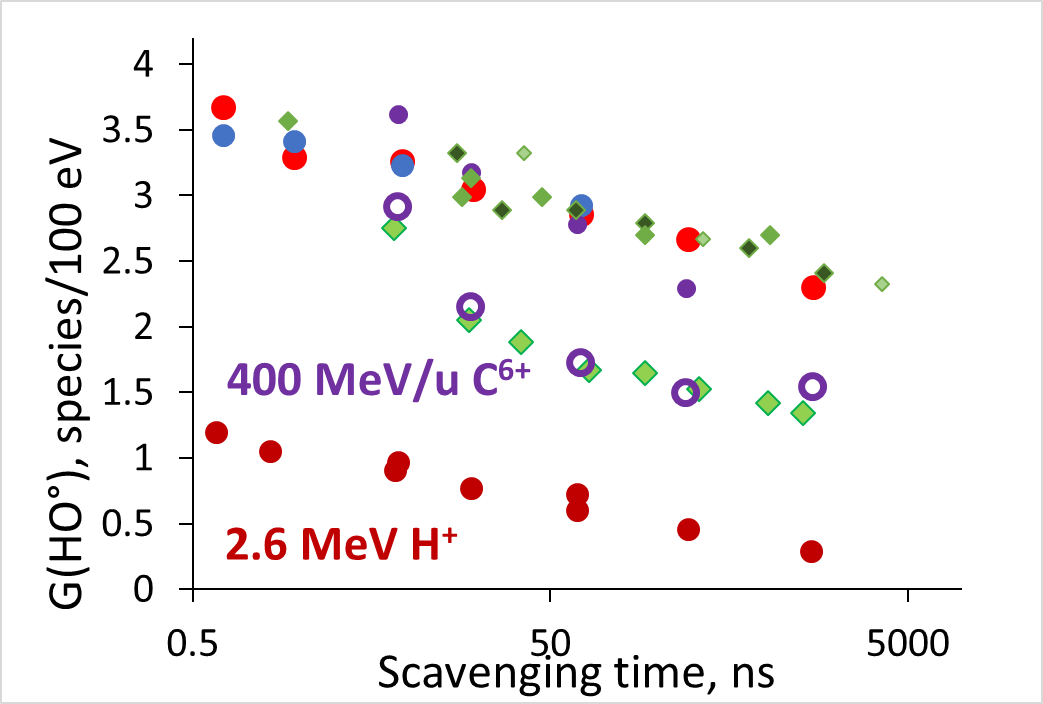 G(HO°), species/100 eV
4
3.5
3
2.5
2
1.5
1
0.5
0
400 MeV/u C⁶⁺
2.6 MeV H⁺
0.5 50 5000
Scavenging time, ns